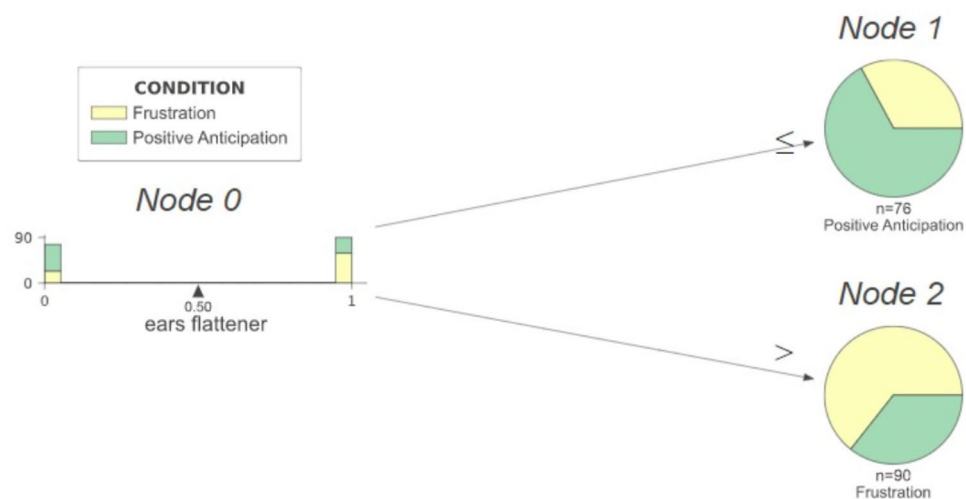 Node 1
CONDITION
Frustration
Positive Anticipation
≤
Node 0
n=76
Positive Anticipation
90
0
0
0.50
1
ears flattener
Node 2
>
n=90
Frustration